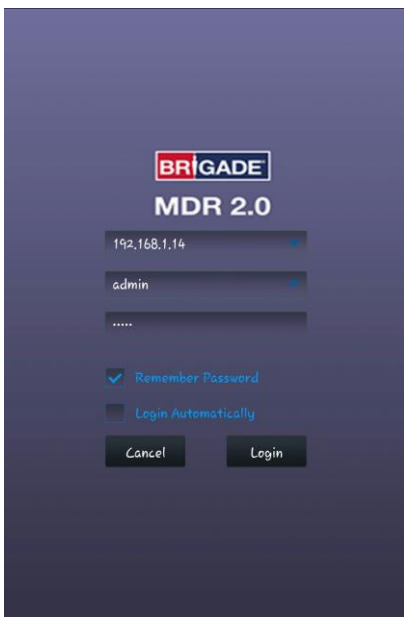 BRIGADE
MDR 2.0
192.168.1.14
admin
.....
Remember Password
Login Automatically
Cancel Login